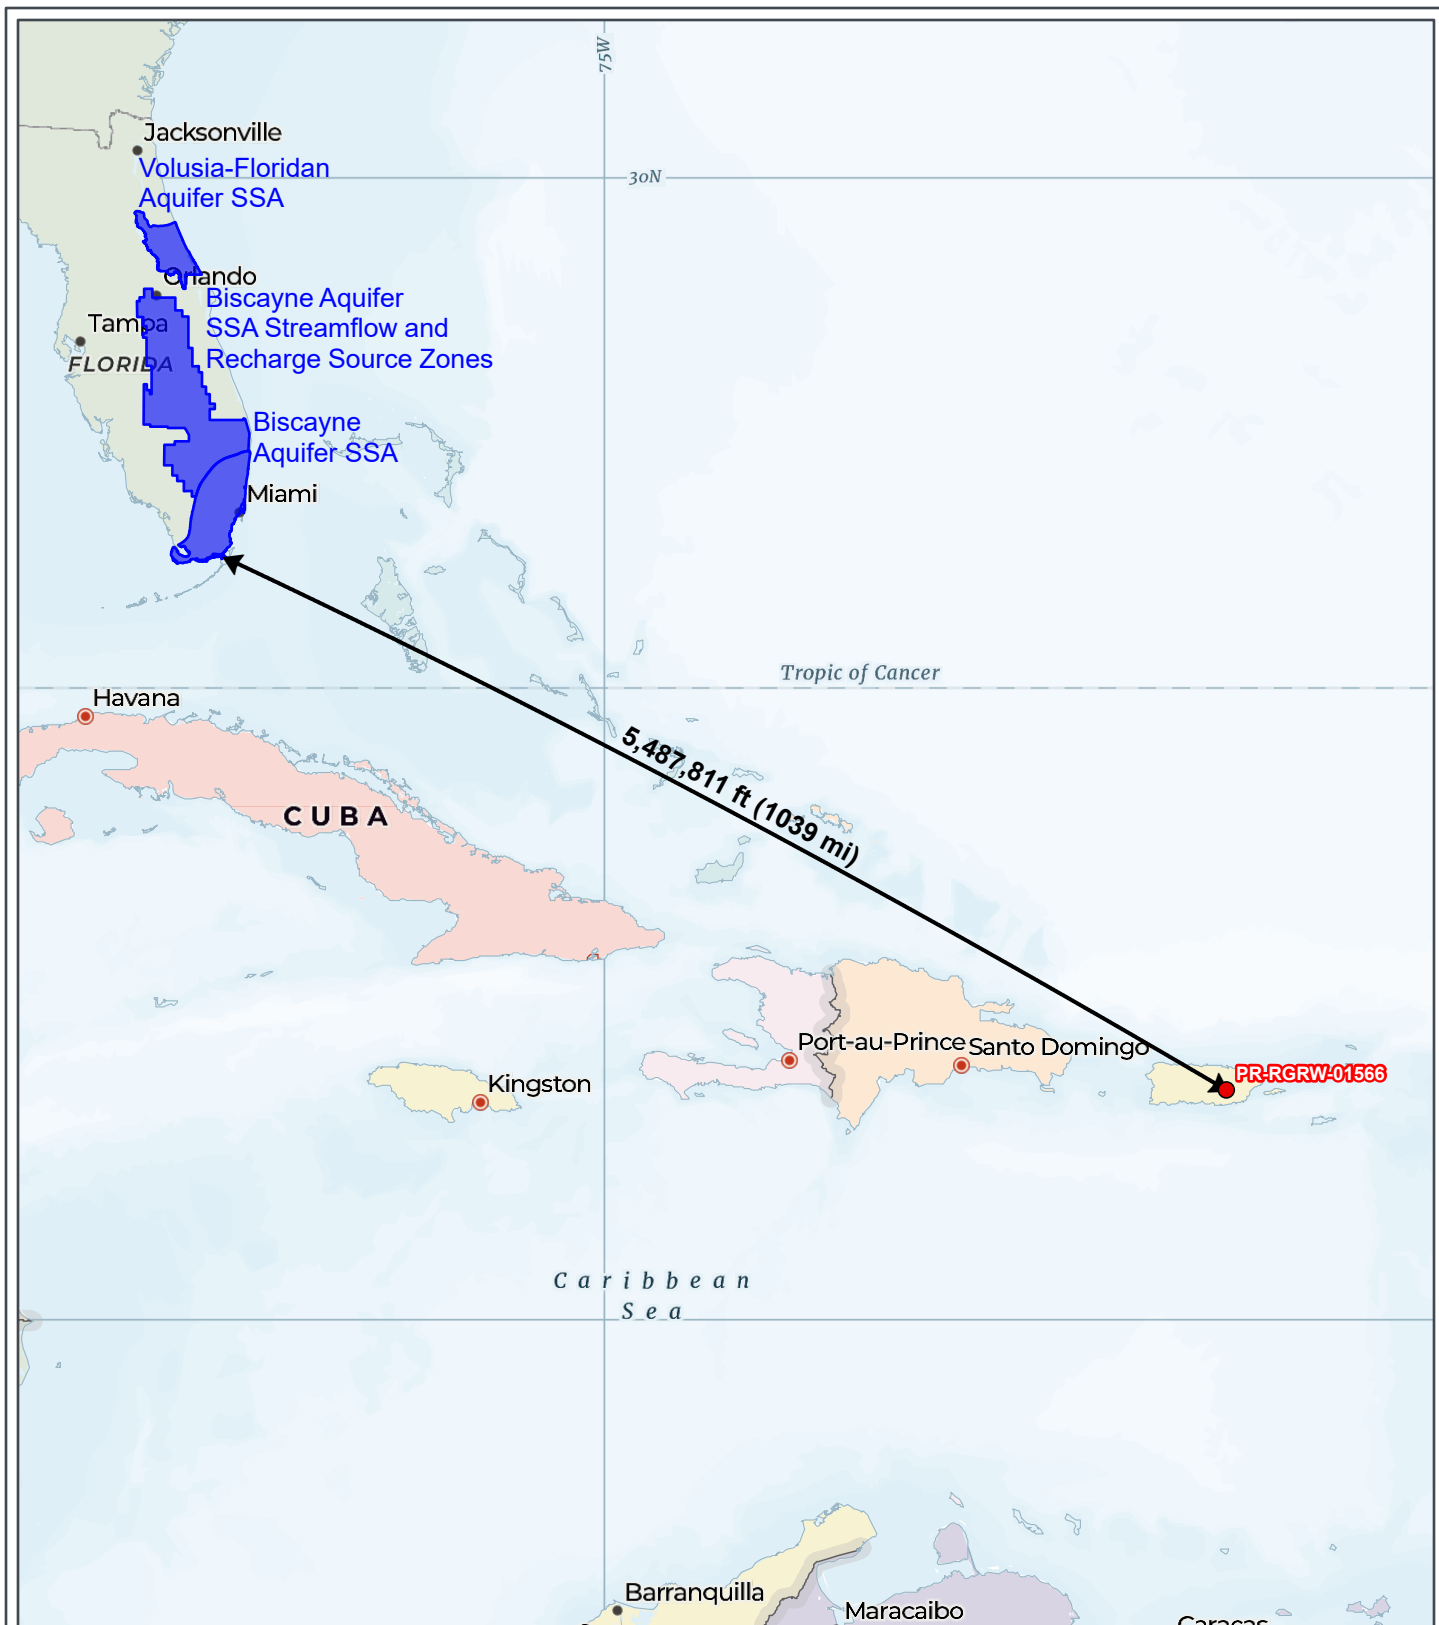 75W
Jacksonville
Volusia-Floridan
Aquifer SSA
30N
Orlando
Biscayne Aquifer
SSA Streamflow and
Recharge Source Zones
Tampa
FLORIDA
Biscayne
Aquifer SSA
Miami
Tropic of Cancer
Havana
5,487,811 ft (1039 mi)
CUBA
Port-au-Prince
Santo Domingo
PR-RGRW-01566
Kingston
Caribbean
Sea
Barranquilla
Maracaibo
Caracas